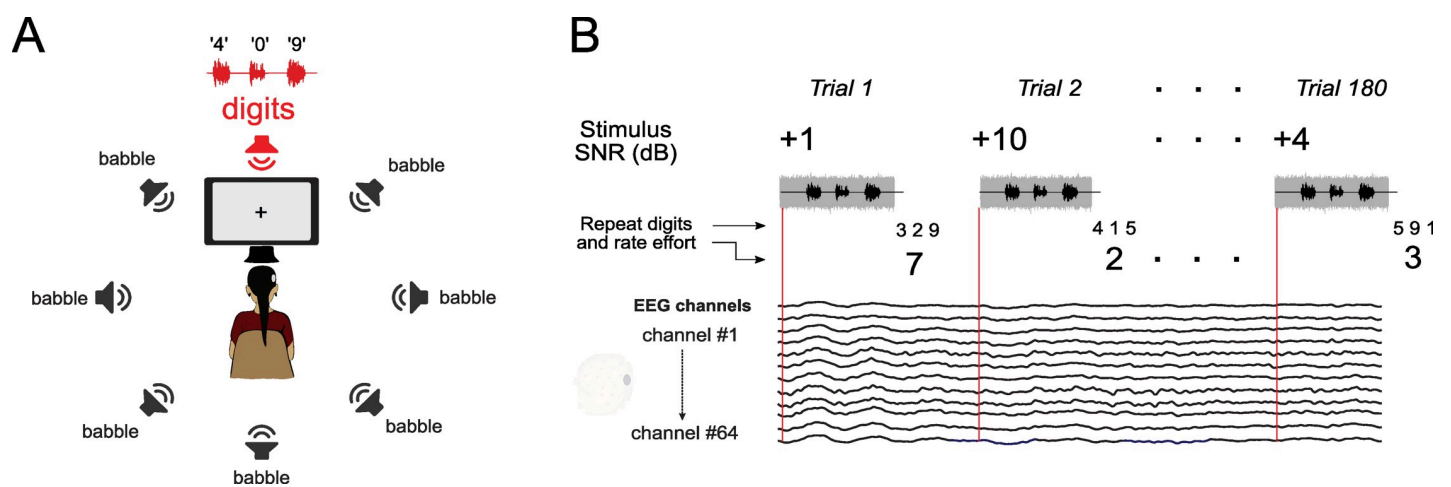 A
'4' '0' '9'
digits
babble
babble
+
babble
babble
babble
babble
babble
B
Trial 1 Trial 2 . . . Trial 180
Stimulus
SNR (dB)
+1 +10 . . . +4
Repeat digits
and rate effort
3 2 9 4 1 5 5 9 1
7 2 . . . 3
EEG channels
channel #1
channel #64